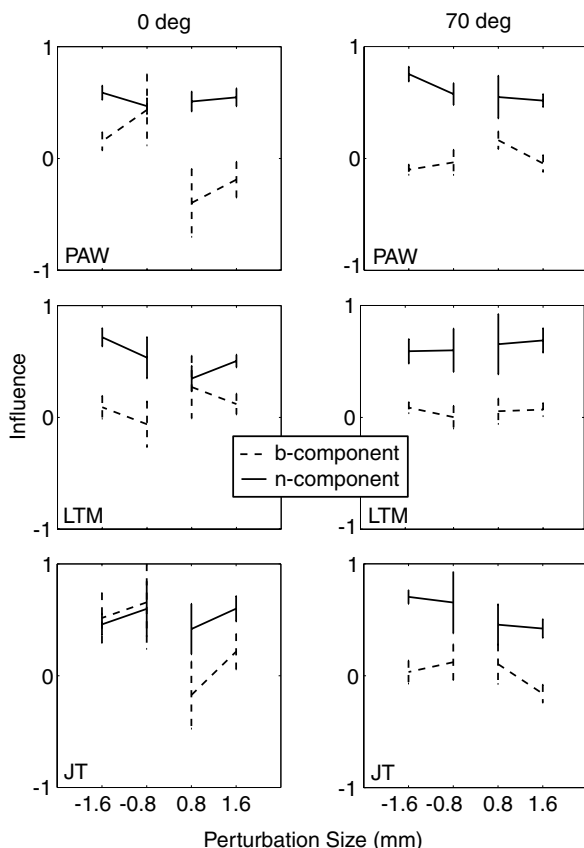 0 deg
70 deg
1
0
-1
PAW
1
0
-1
PAW
Influence
1
0
-1
LTM
1
0
-1
LTM
b-component
n-component
1
0
-1
JT
-1.6 -0.8 0.8 1.6
1
0
-1
JT
-1.6 -0.8 0.8 1.6
Perturbation Size (mm)